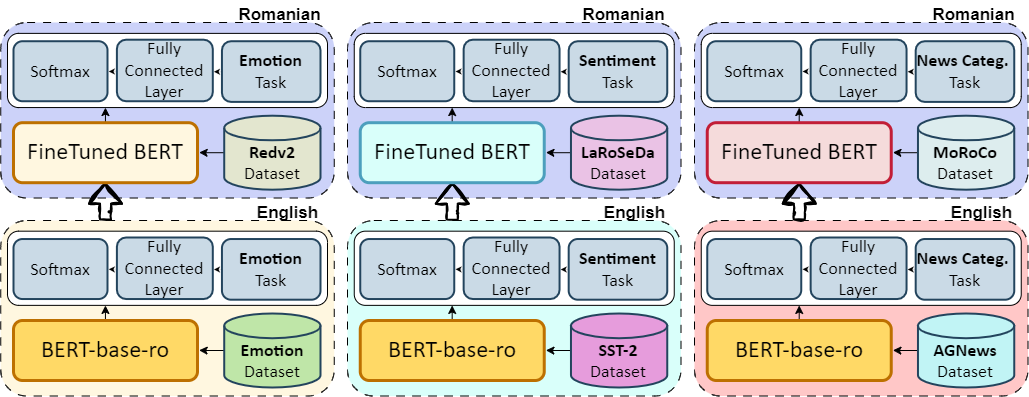 Romanian
Softmax
Fully
Connected
Layer
Emotion
Task
FineTuned BERT
Redv2
Dataset
Romanian
Softmax
Fully
Connected
Layer
Sentiment
Task
FineTuned BERT
LaRoSeDa
Dataset
Romanian
Softmax
Fully
Connected
Layer
News Categ.
Task
FineTuned BERT
MoRoCo
Dataset
English
Softmax
Fully
Connected
Layer
Emotion
Task
BERT-base-ro
Emotion
Dataset
English
Softmax
Fully
Connected
Layer
Sentiment
Task
BERT-base-ro
SST-2
Dataset
English
Softmax
Fully
Connected
Layer
News Categ.
Task
BERT-base-ro
AGNews
Dataset